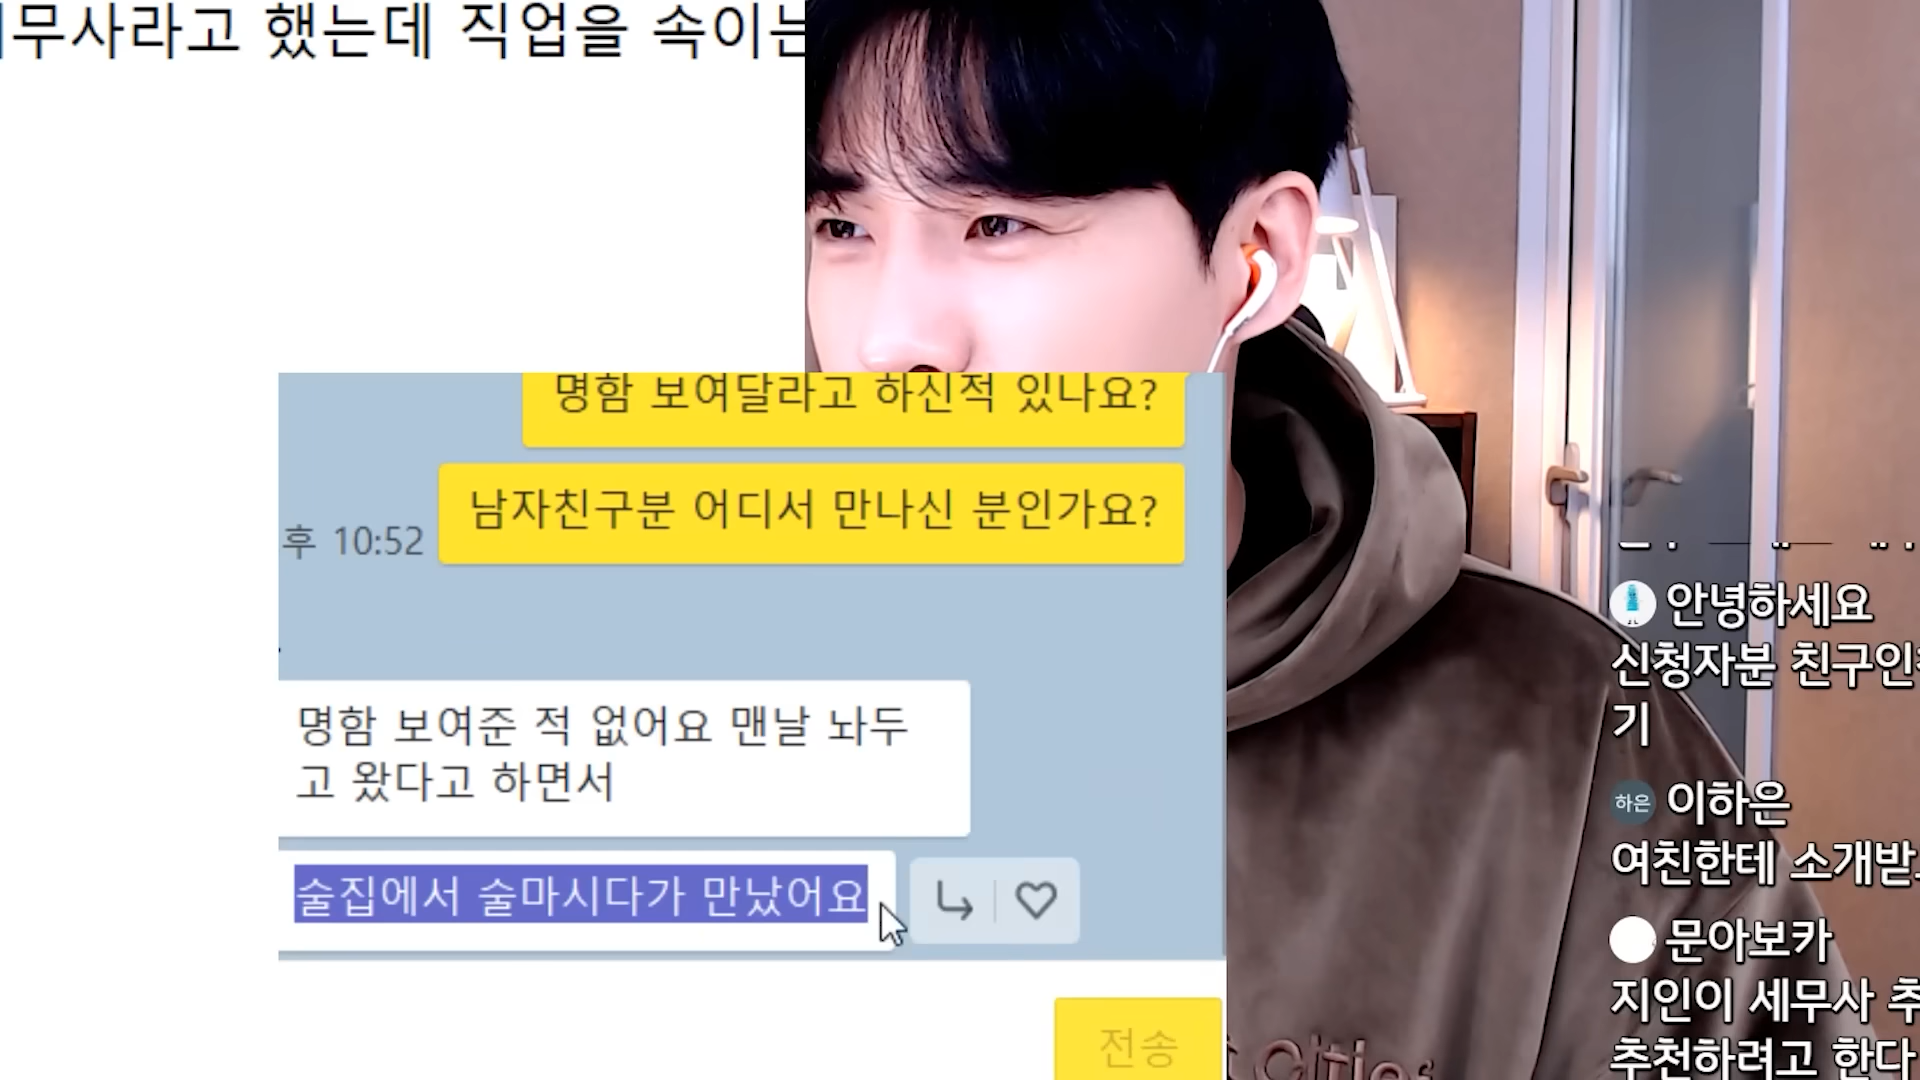 세무사라고 했는데 직업을 속이는
명함 보여달라고 하신적 있나요?
남자친구분 어디서 만나신 분인가요?
후 10:52
명함 보여준 적 없어요 맨날 놔두
고 왔다고 하면서
술집에서 술마시다가 만났어요
전송
안녕하세요
신청자분 친구인
기
하은 이하은
여친한테 소개받
문아보카
지인이 세무사 추
추천하려고 한다